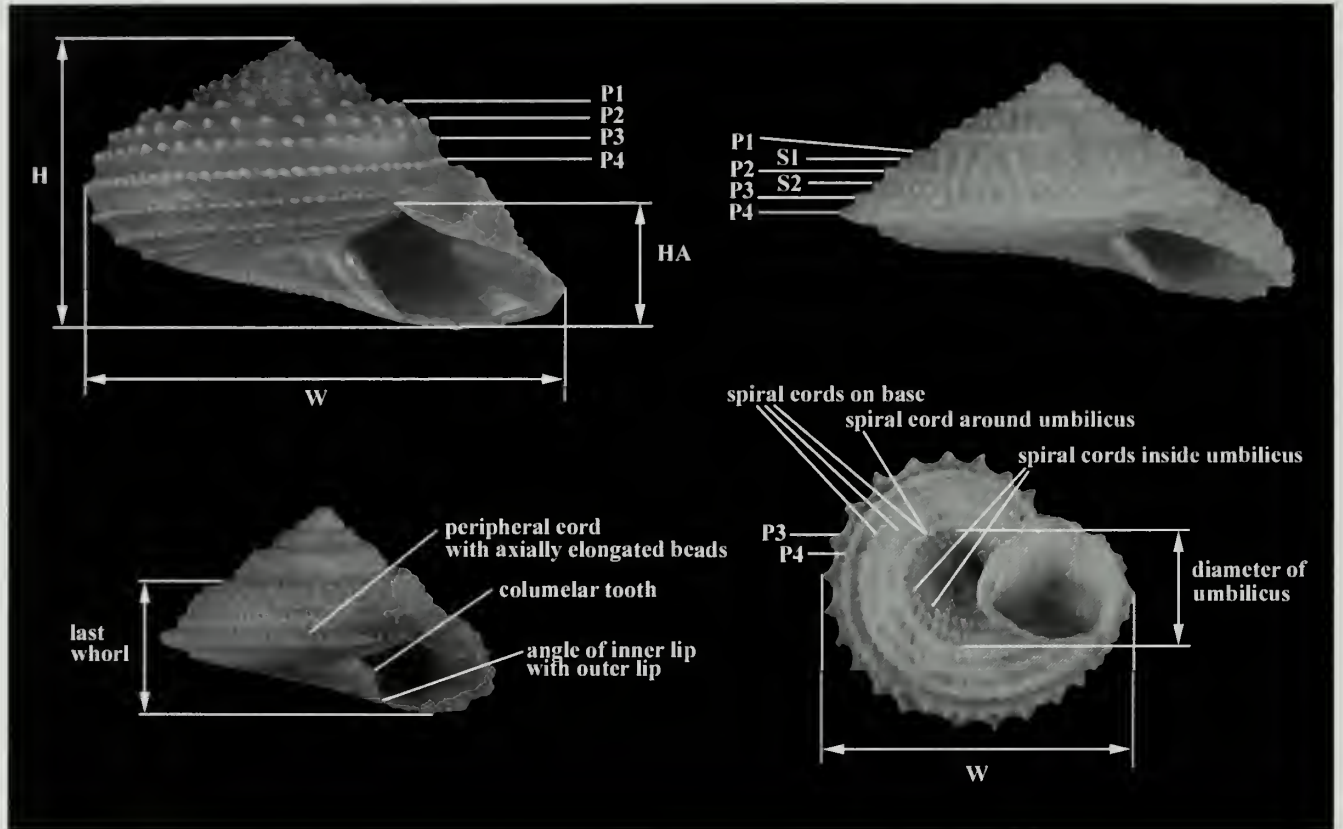 H
P1
P2
P3
P4
HA
W
P1
S1
P2
S2
P3
P4
peripheral cord
with axially elongated beads
columelar tooth
last
whorl
angle of inner lip
with outer lip
spiral cords on base
spiral cord around umbilicus
spiral cords inside umbilicus
P3
P4
diameter of
umbilicus
W